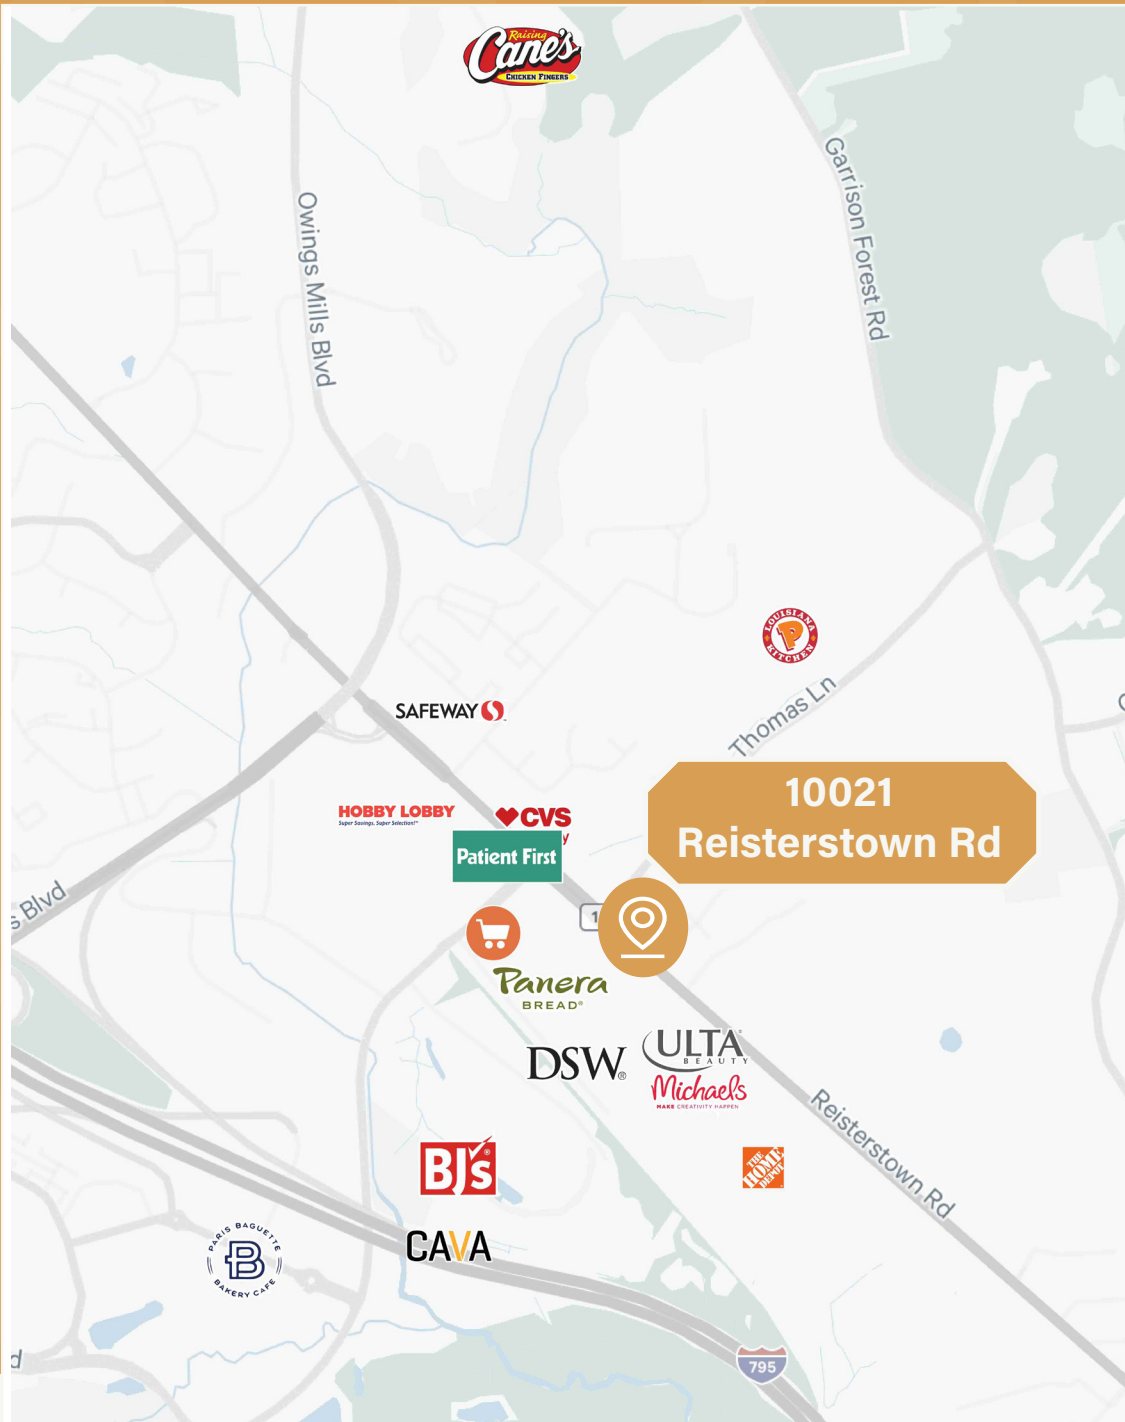 Raising
Cane's
CHICKEN FINGERS
Garrison Forest Rd
Owings Mills Blvd
LOUISIANA
P
KITCHEN
Thomas Ln
SAFEWAY
10021
Reisterstown Rd
HOBBY LOBBY
Super Savings, Super Selection!™
CVS
y
Patient First
s Blvd
1
Panera
BREAD®
ULTA
BEAUTY
DSW®
Michaels
MAKE CREATIVITY HAPPEN
Reisterstown Rd
BJ's®
THE
HOME
DEPOT
CAVA
PARIS BAGUETTE
B
BAKERY CAFE
d
795